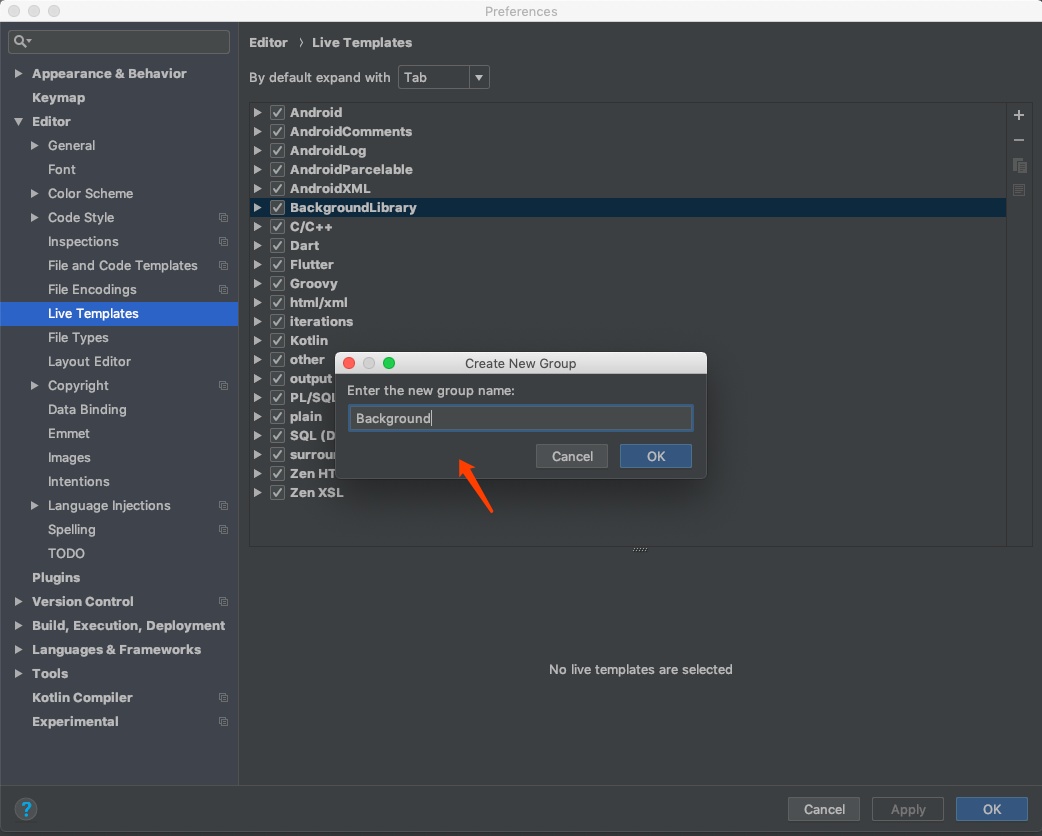 Preferences
Appearance & Behavior
Keymap
Editor
General
Font
Color Scheme
Code Style
Inspections
File and Code Templates
File Encodings
Live Templates
File Types
Layout Editor
Copyright
Data Binding
Emmet
Images
Intentions
Language Injections
Spelling
TODO
Plugins
Version Control
Build, Execution, Deployment
Languages & Frameworks
Tools
Kotlin Compiler
Experimental
Editor › Live Templates
By default expand with Tab
Android
AndroidComments
AndroidLog
AndroidParcelable
AndroidXML
BackgroundLibrary
C/C++
Dart
Flutter
Groovy
html/xml
iterations
Kotlin
other
output
PL/SQL
plain
SQL (D
surroun
Zen HT
Zen XSL
Create New Group
Enter the new group name:
Background
Cancel OK
No live templates are selected
? Cancel Apply OK